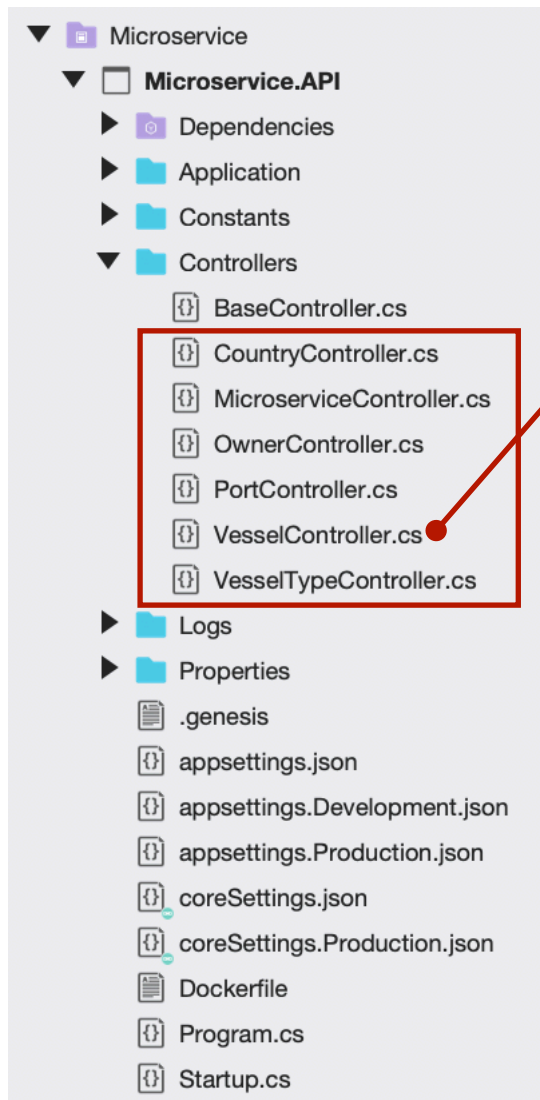 Microservice
Microservice.API
Dependencies
Application
Constants
Controllers
BaseController.cs
CountryController.cs
MicroserviceController.cs
OwnerController.cs
PortController.cs
VesselController.cs
VesselTypeController.cs
Logs
Properties
.genesis
appsettings.json
appsettings.Development.json
appsettings.Production.json
coreSettings.json
coreSettings.Production.json
Dockerfile
Program.cs
Startup.cs